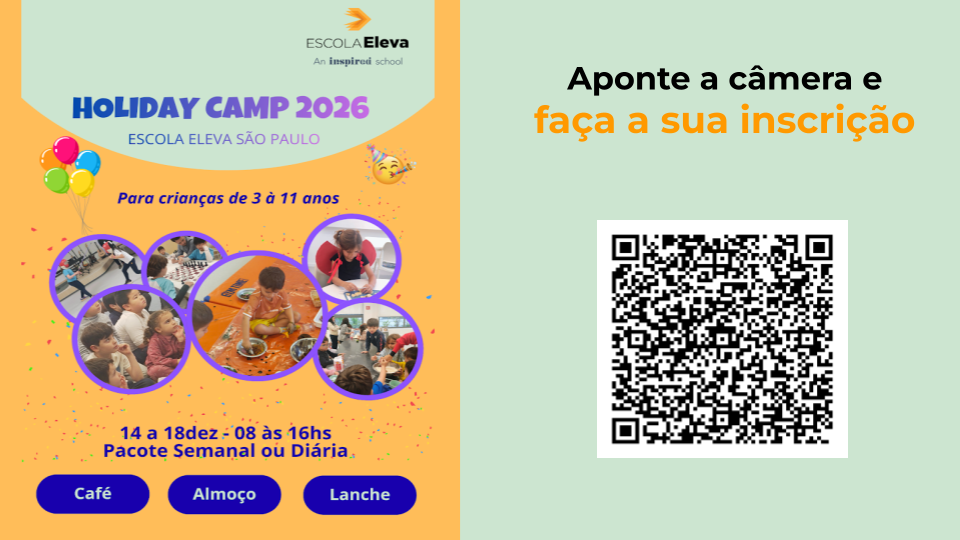 ESCOLA Eleva
An inspired school
HOLIDAY CAMP 2026
ESCOLA ELEVA SÃO PAULO
Para crianças de 3 à 11 anos
14 a 18dez - 08 às 16hs
Pacote Semanal ou Diária
Café
Almoço
Lanche
Aponte a câmera e
faça a sua inscrição